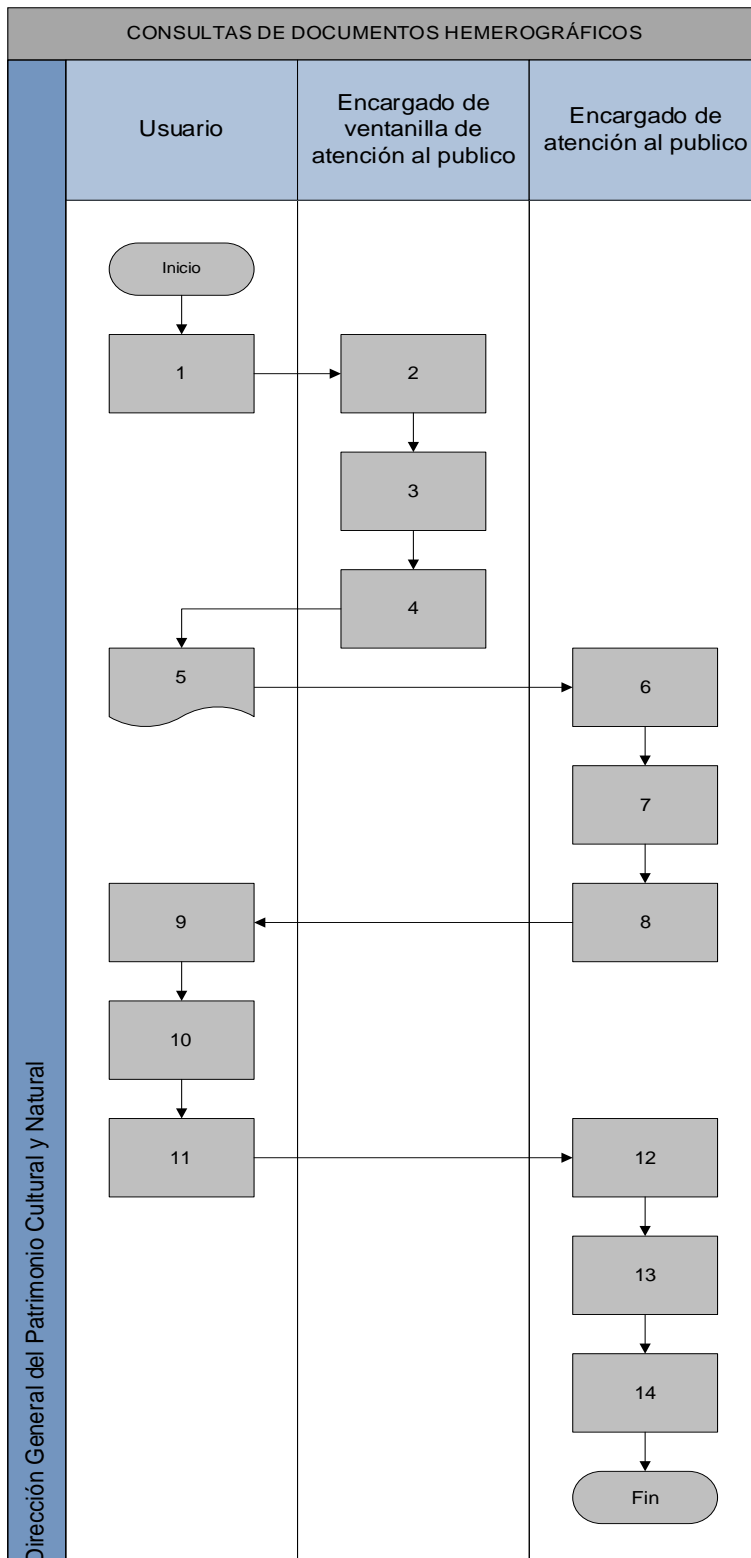 CONSULTAS DE DOCUMENTOS HEMEROGRÁFICOS
Dirección General del Patrimonio Cultural y Natural
Usuario
Encargado de
ventanilla de
atención al publico
Encargado de
atención al publico
Inicio
1
2
3
4
5
6
7
8
9
10
11
12
13
14
Fin